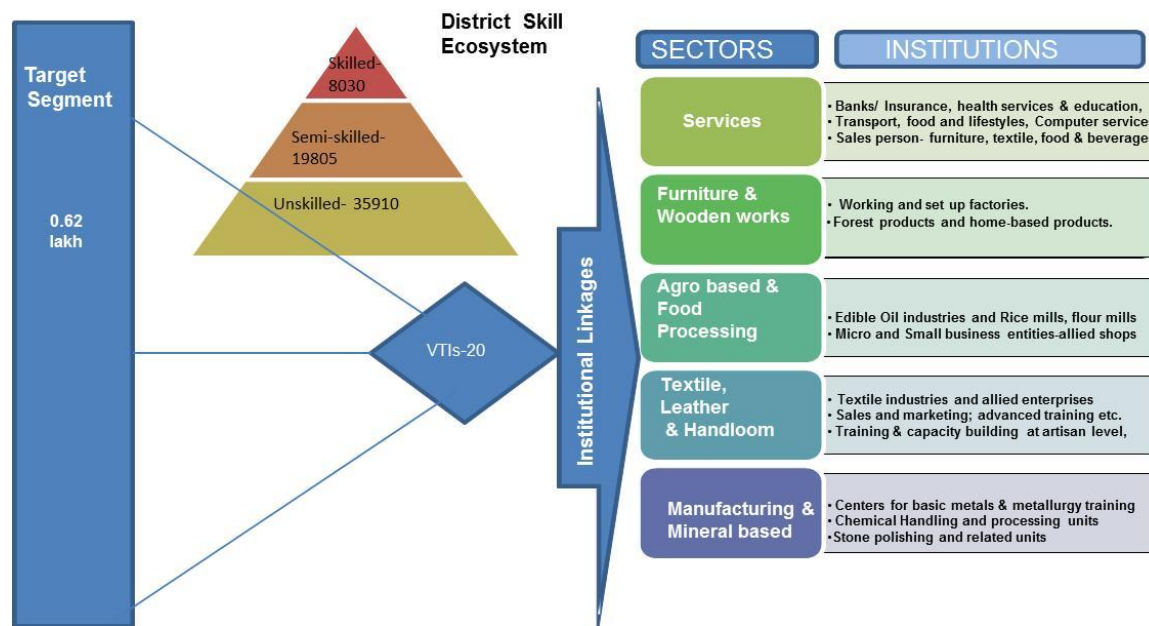 District Skill
Ecosystem
Target
Segment
0.62
lakh
Skilled-
8030
Semi-skilled-
19805
Unskilled- 35910
VTIs-20
Institutional Linkages
SECTORS
INSTITUTIONS
Services
• Banks/ Insurance, health services & education,
• Transport, food and lifestyles, Computer service
• Sales person- furniture, textile, food & beverage
Furniture &
Wooden works
• Working and set up factories.
• Forest products and home-based products.
Agro based &
Food
Processing
• Edible Oil industries and Rice mills, flour mills
• Micro and Small business entities-allied shops
Textile,
Leather
& Handloom
• Textile industries and allied enterprises
• Sales and marketing; advanced training etc.
• Training & capacity building at artisan level,
Manufacturing &
Mineral based
• Centers for basic metals & metallurgy training
• Chemical Handling and processing units
• Stone polishing and related units